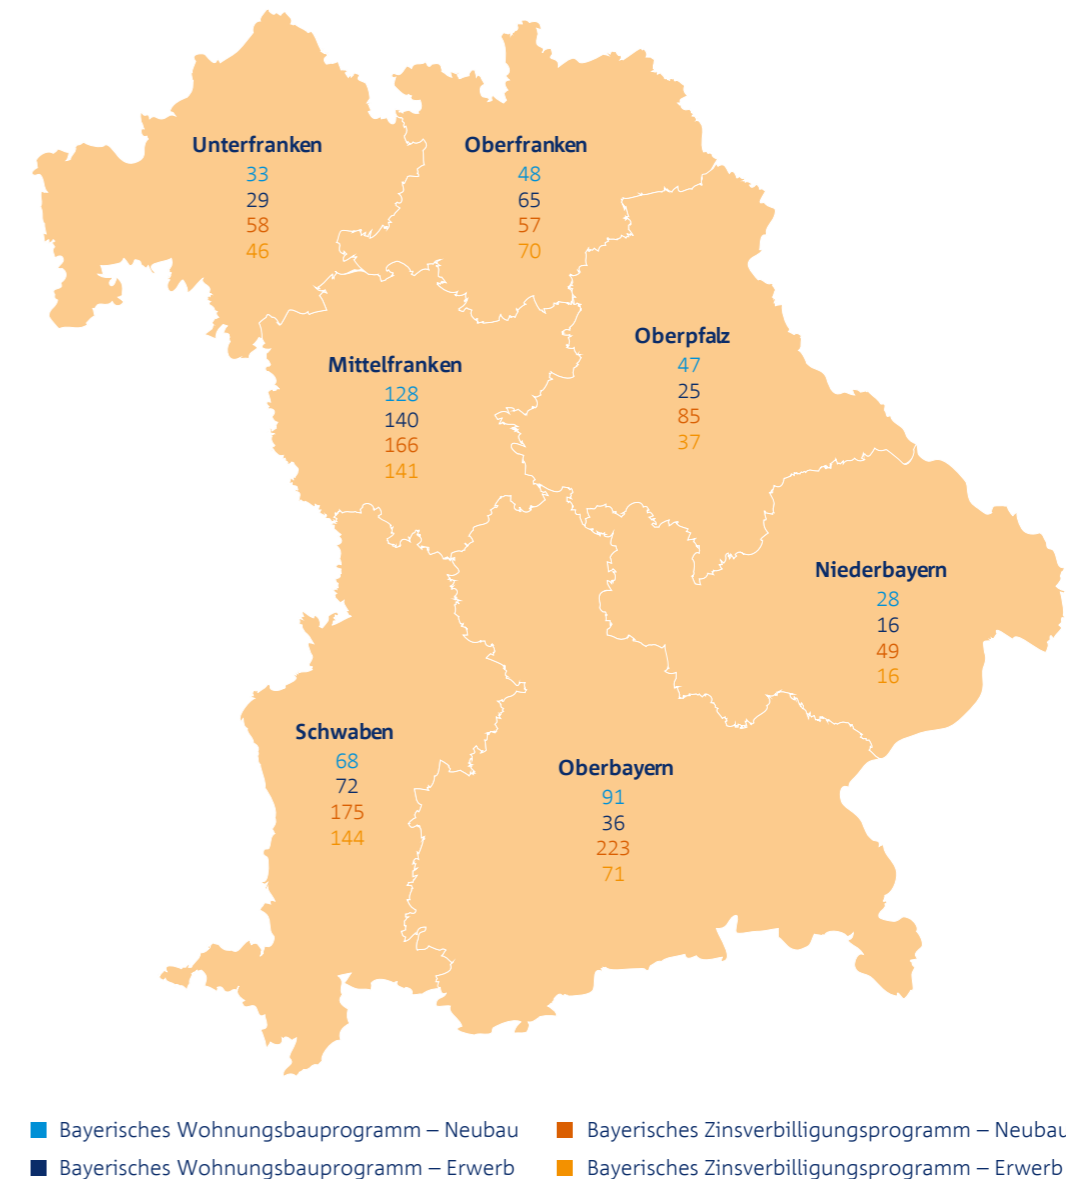 Unterfranken
33
29
58
46
Oberfranken
48
65
57
70
Oberpfalz
47
25
85
37
Mittelfranken
128
140
166
141
Niederbayern
28
16
49
16
Schwaben
68
72
175
144
Oberbayern
91
36
223
71
Bayerisches Wohnungsbauprogramm – Neubau
Bayerisches Zinsverbilligungsprogramm – Neubau
Bayerisches Wohnungsbauprogramm – Erwerb
Bayerisches Zinsverbilligungsprogramm – Erwerb